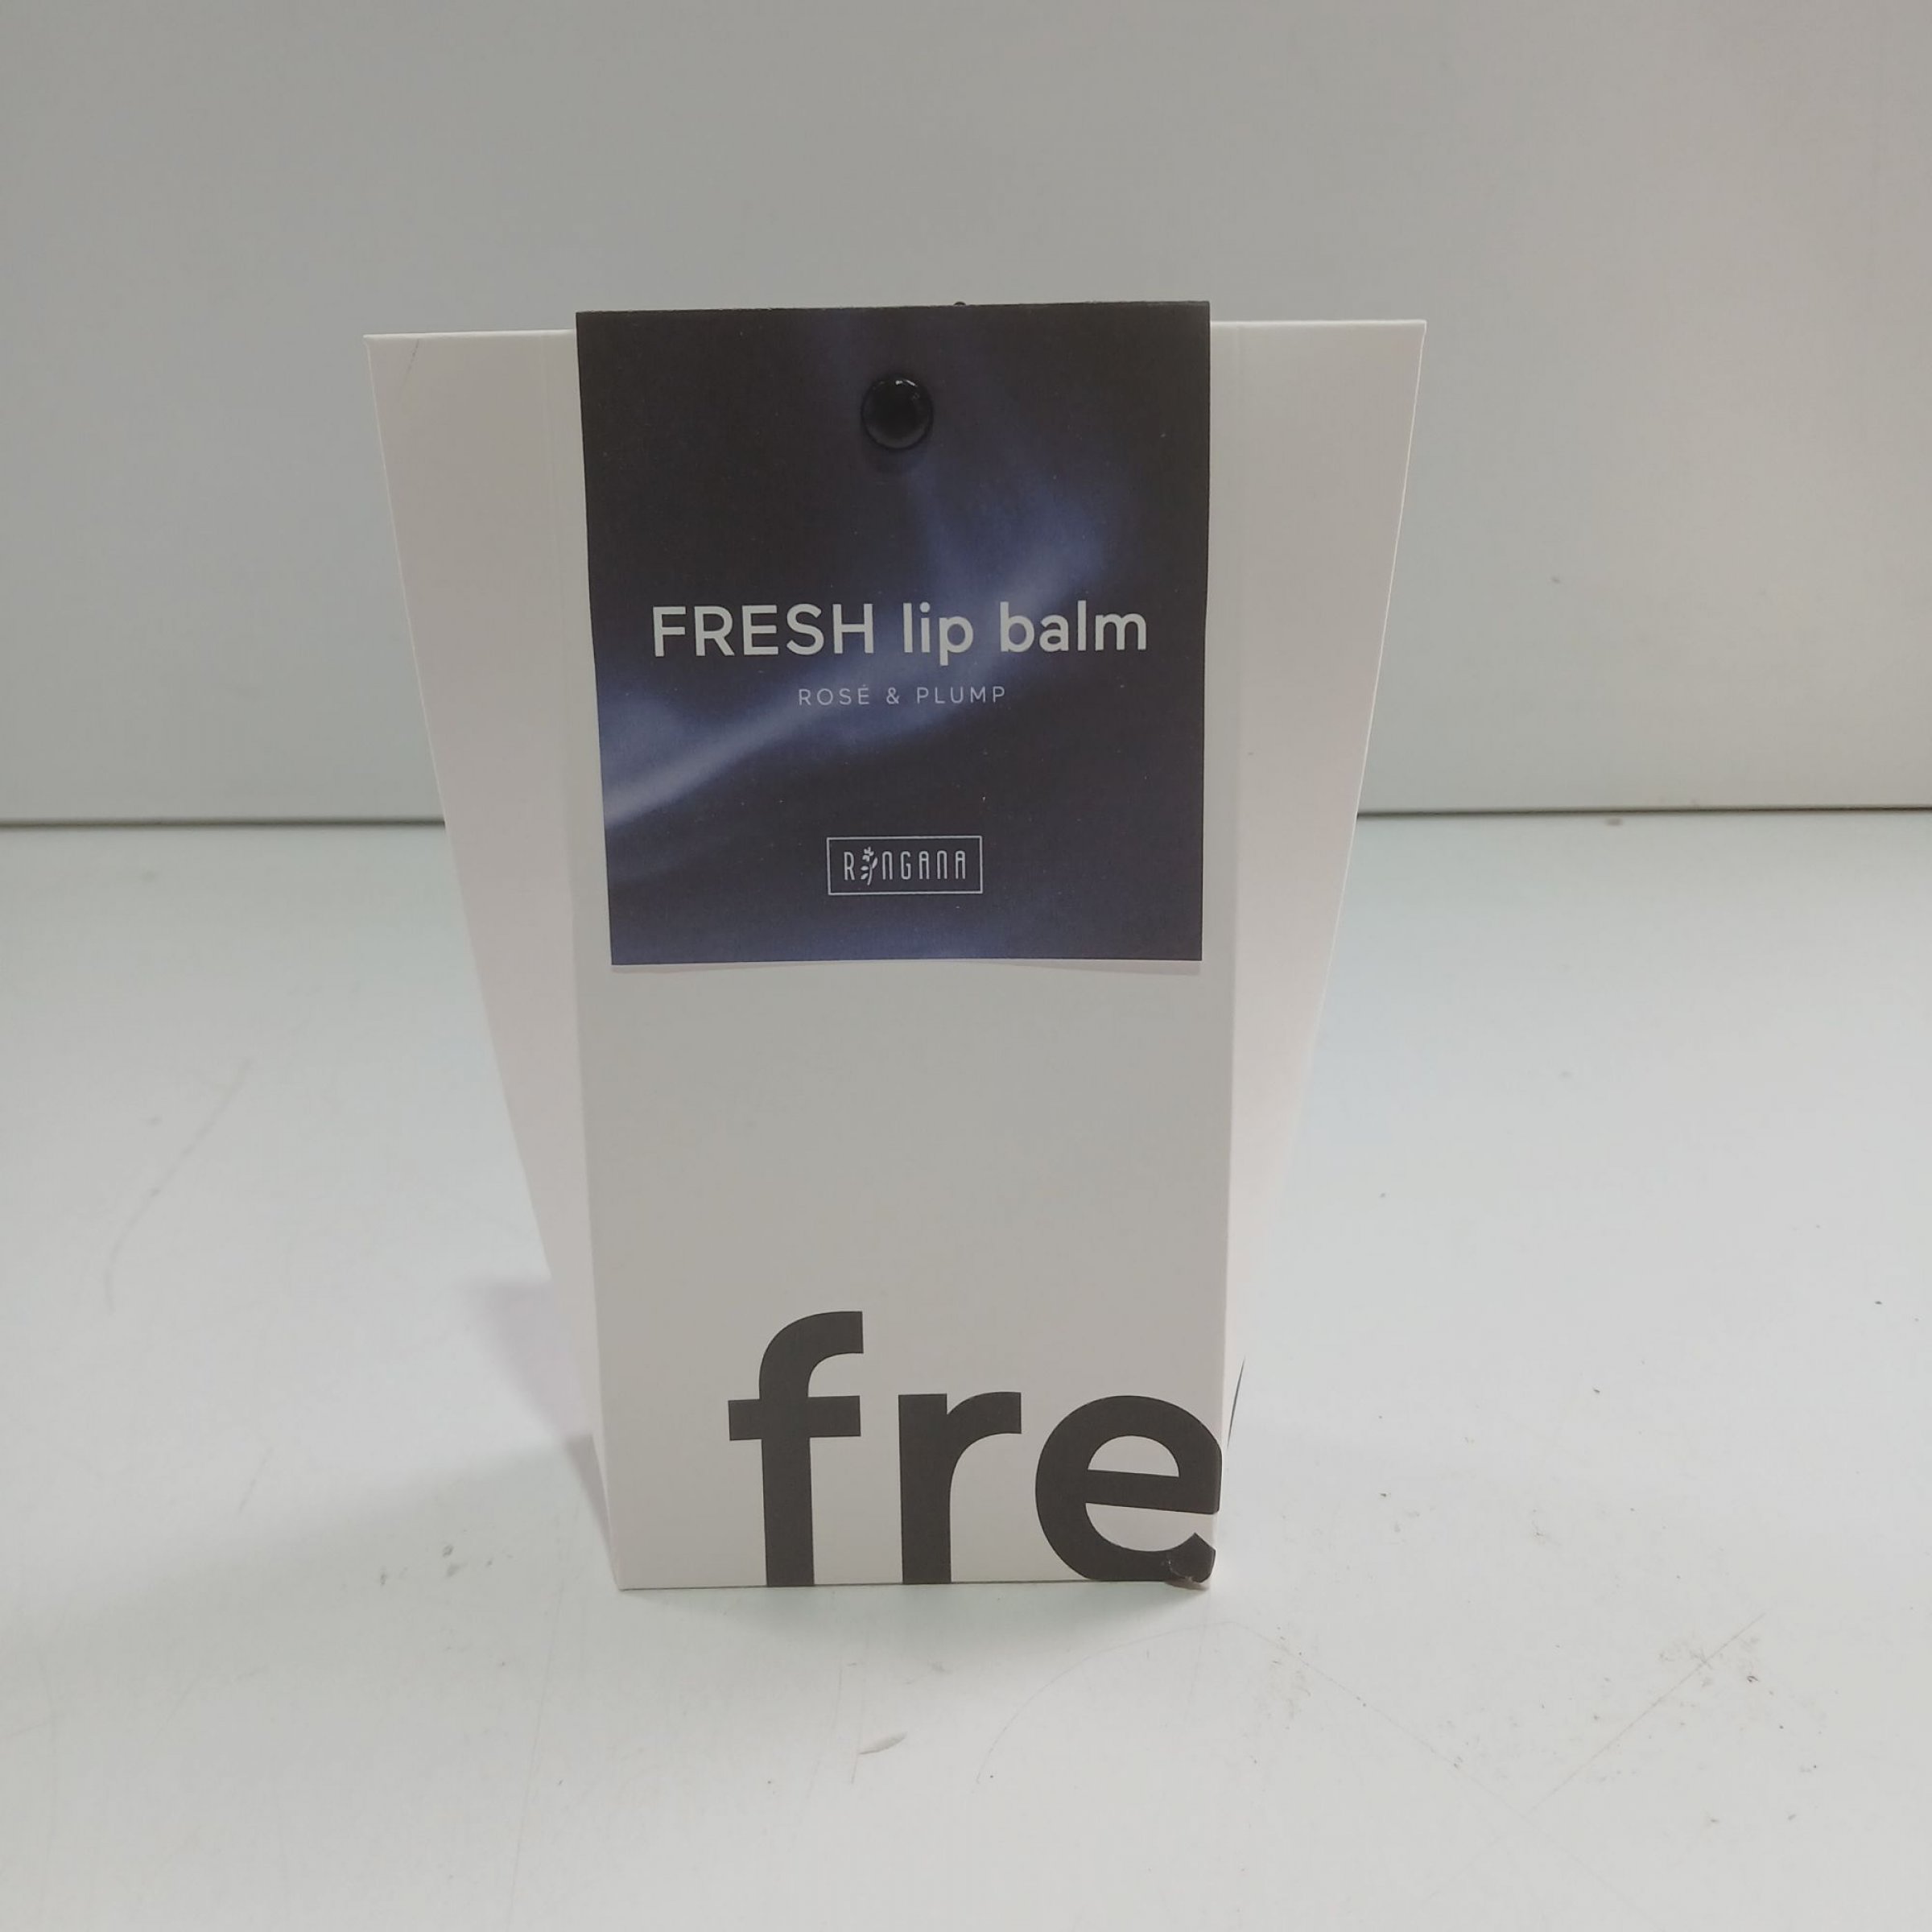 FRESH lip balm
ROSÉ & PLUMP
RINGANA
fre